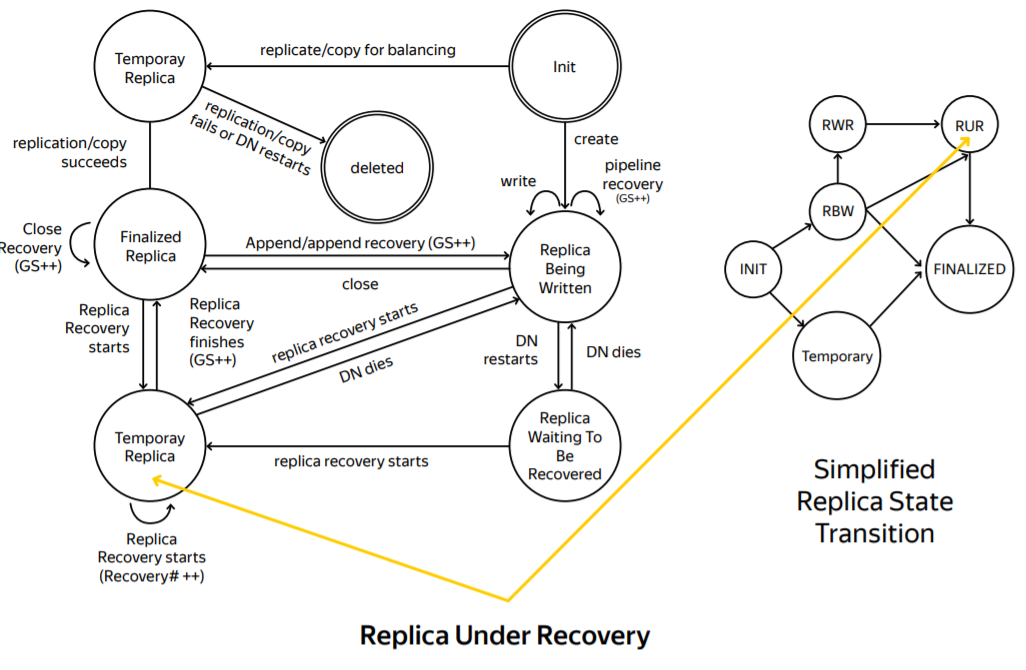 replicate/copy for balancing
Temporay
Replica
Init
replication/copy
fails or DN restarts
deleted
replication/copy
succeeds
create
write
pipeline
recovery
(GS++)
Close
Recovery
(GS++)
Finalized
Replica
Append/append recovery (GS++)
close
Replica
Being
Written
Replica
Recovery
starts
Replica
Recovery
finishes
(GS++)
replica recovery starts
DN dies
DN
restarts
DN dies
Temporay
Replica
replica recovery starts
Replica
Waiting To
Be
Recovered
Replica
Recovery starts
(Recovery# ++)
RWR
RUR
RBW
INIT
FINALIZED
Temporary
Simplified
Replica State
Transition
Replica Under Recovery